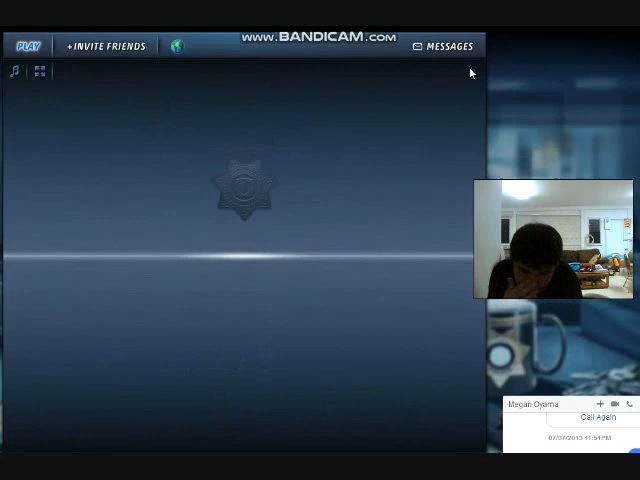 www.BANDICAM.com
PLAY
+INVITE FRIENDS
MESSAGES
Megan Oyama
Call Again
07/07/2013 11:51PM